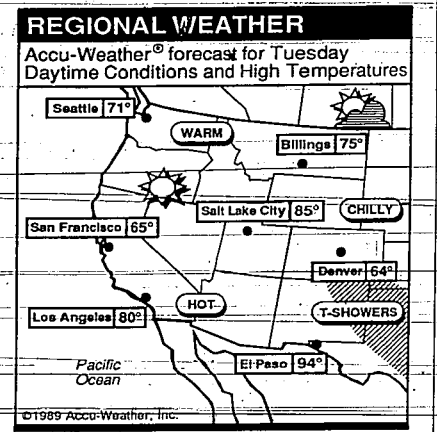 REGIONAL WEATHER
Accu-Weather® forecast for Tuesday
Daytime Conditions and High Temperatures
Seattle 71°
WARM
Billings 75°
Salt Lake City 85°
CHILLY
San Francisco 65°
Denver 64°
HOT
T-SHOWERS
Los Angeles 80°
El Paso 94°
Pacific
Ocean
©1989 Accu-Weather, Inc.